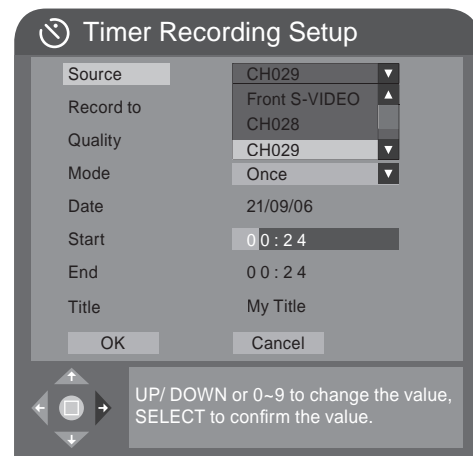 Timer Recording Setup
Source CH029
Front S-VIDEO
Record to
CH028
Quality
CH029
Mode Once
Date 21/09/06
Start 00:24
End 00:24
Title My Title
OK Cancel
UP/ DOWN or 0~9 to change the value,
SELECT to confirm the value.